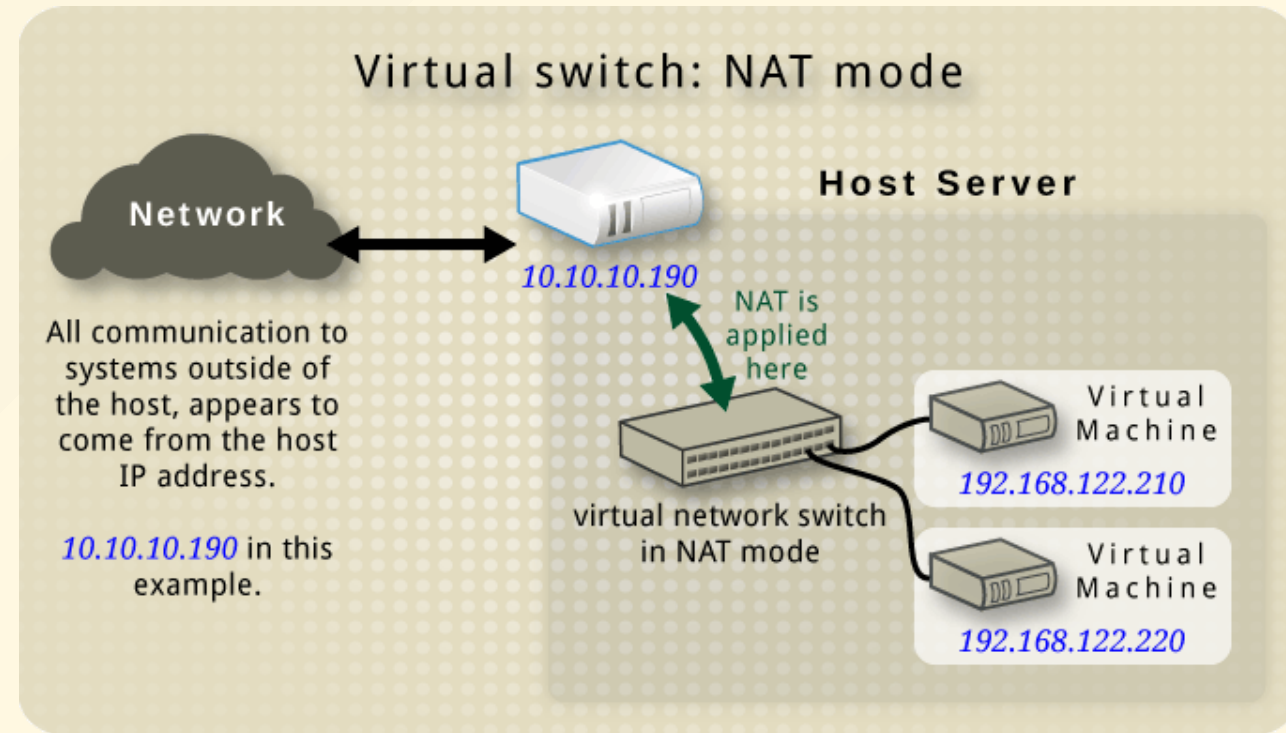 Virtual switch: NAT mode
Network
Host Server
10.10.10.190
All communication to
systems outside of
the host, appears to
come from the host
IP address.
10.10.10.190 in this
example.
NAT is
applied
here
virtual network switch
in NAT mode
Virtual
Machine
192.168.122.210
Virtual
Machine
192.168.122.220